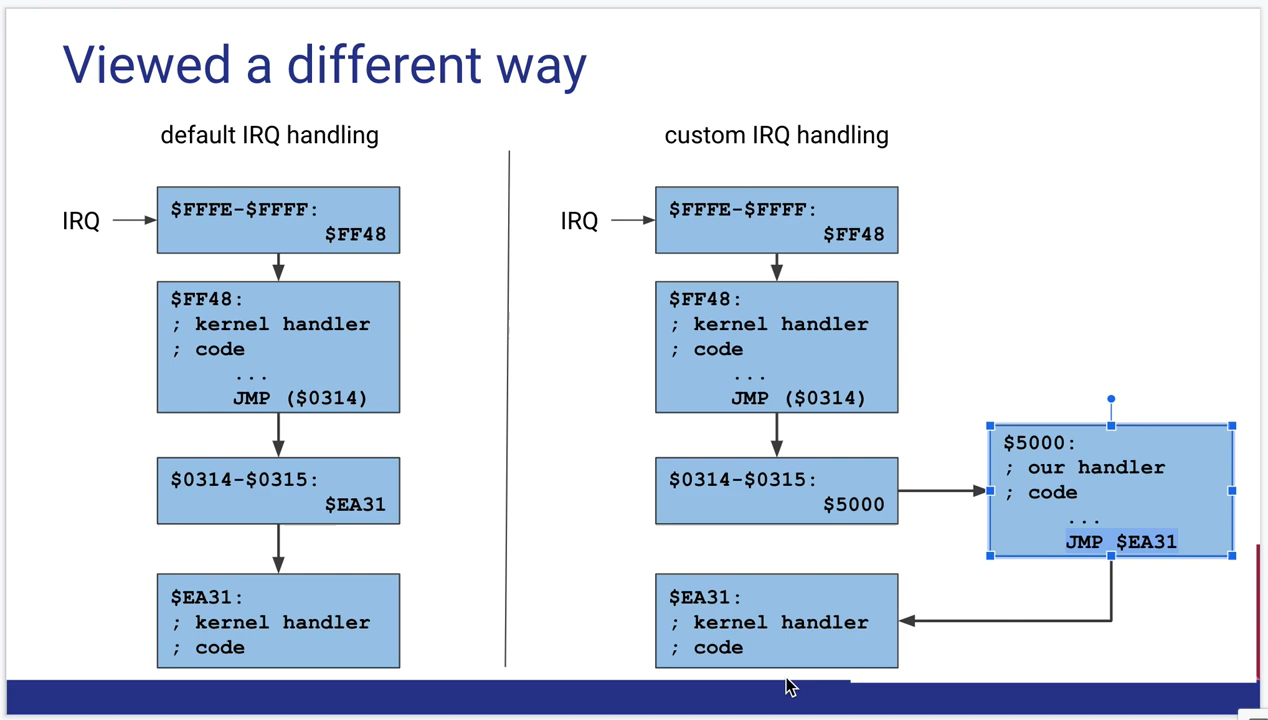 Viewed a different way
default IRQ handling
IRQ
$FFFE-$FFFF:
$FF48
$FF48:
; kernel handler
; code
...
JMP ($0314)
$0314-$0315:
$EA31
$EA31:
; kernel handler
; code
custom IRQ handling
IRQ
$FFFE-$FFFF:
$FF48
$FF48:
; kernel handler
; code
...
JMP ($0314)
$0314-$0315:
$5000
$5000:
; our handler
; code
...
JMP $EA31
$EA31:
; kernel handler
; code